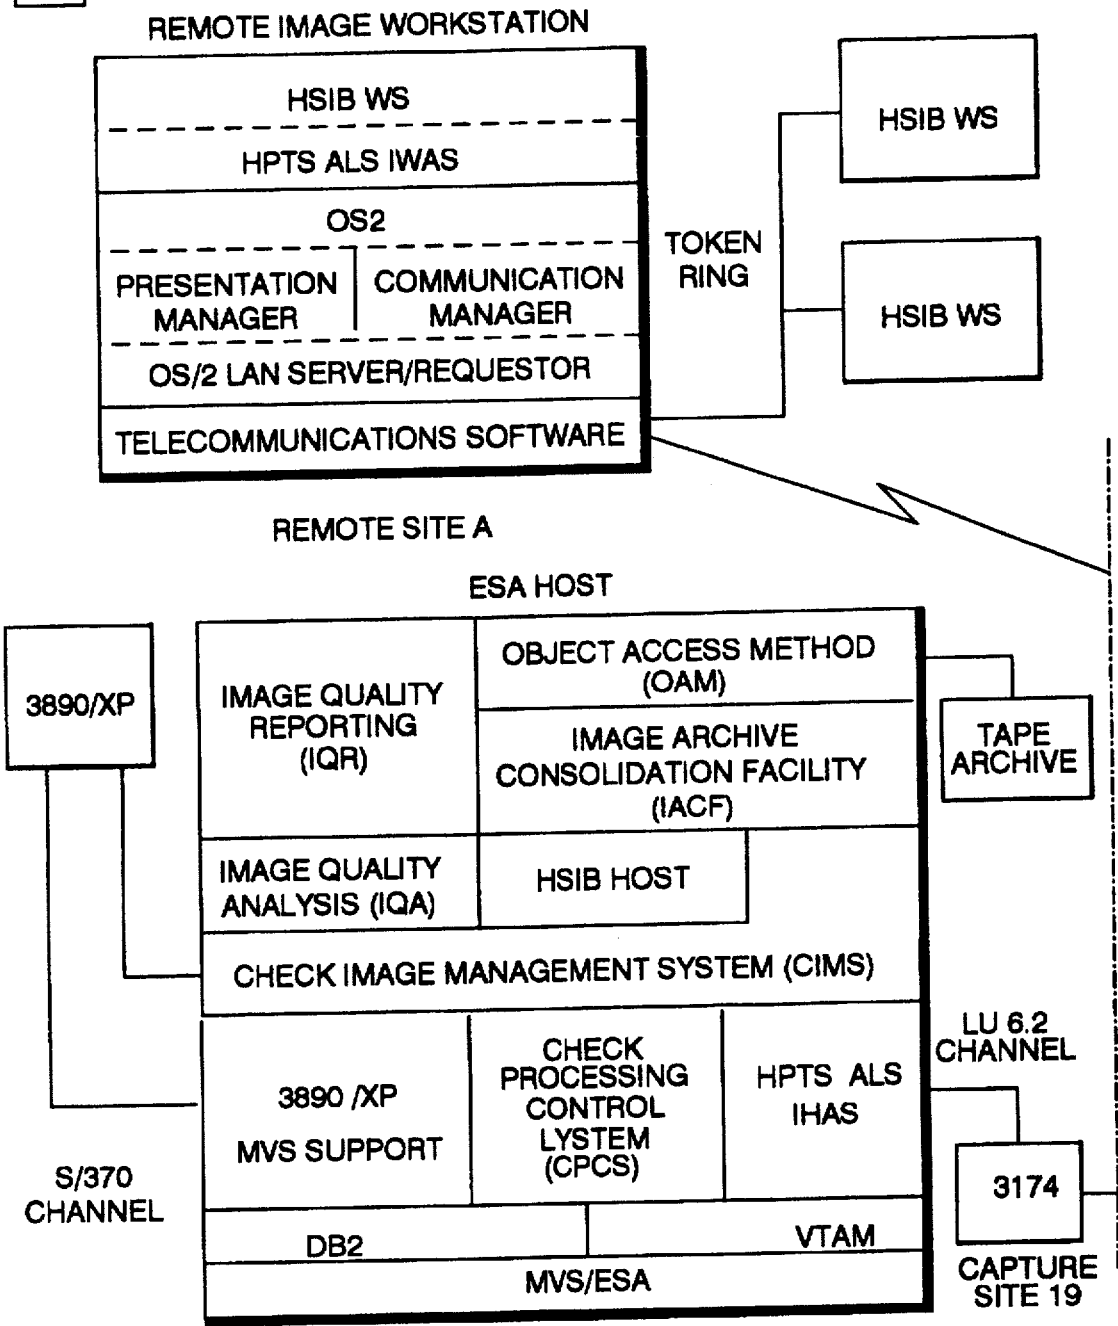 REMOTE IMAGE WORKSTATION
HSIB WS
HPTS ALS IWAS
OS2
PRESENTATION
MANAGER
COMMUNICATION
MANAGER
OS/2 LAN SERVER/REQUESTOR
TELECOMMUNICATIONS SOFTWARE
TOKEN
RING
HSIB WS
HSIB WS
REMOTE SITE A
ESA HOST
3890/XP
IMAGE QUALITY
REPORTING
(IQR)
OBJECT ACCESS METHOD
(OAM)
IMAGE ARCHIVE
CONSOLIDATION FACILITY
(IACF)
TAPE
ARCHIVE
IMAGE QUALITY
ANALYSIS (IQA)
HSIB HOST
CHECK IMAGE MANAGEMENT SYSTEM (CIMS)
3890 /XP
MVS SUPPORT
CHECK
PROCESSING
CONTROL
LYSTEM
(CPCS)
HPTS ALS
IHAS
LU 6.2
CHANNEL
S/370
CHANNEL
3174
DB2
VTAM
MVS/ESA
CAPTURE
SITE 19